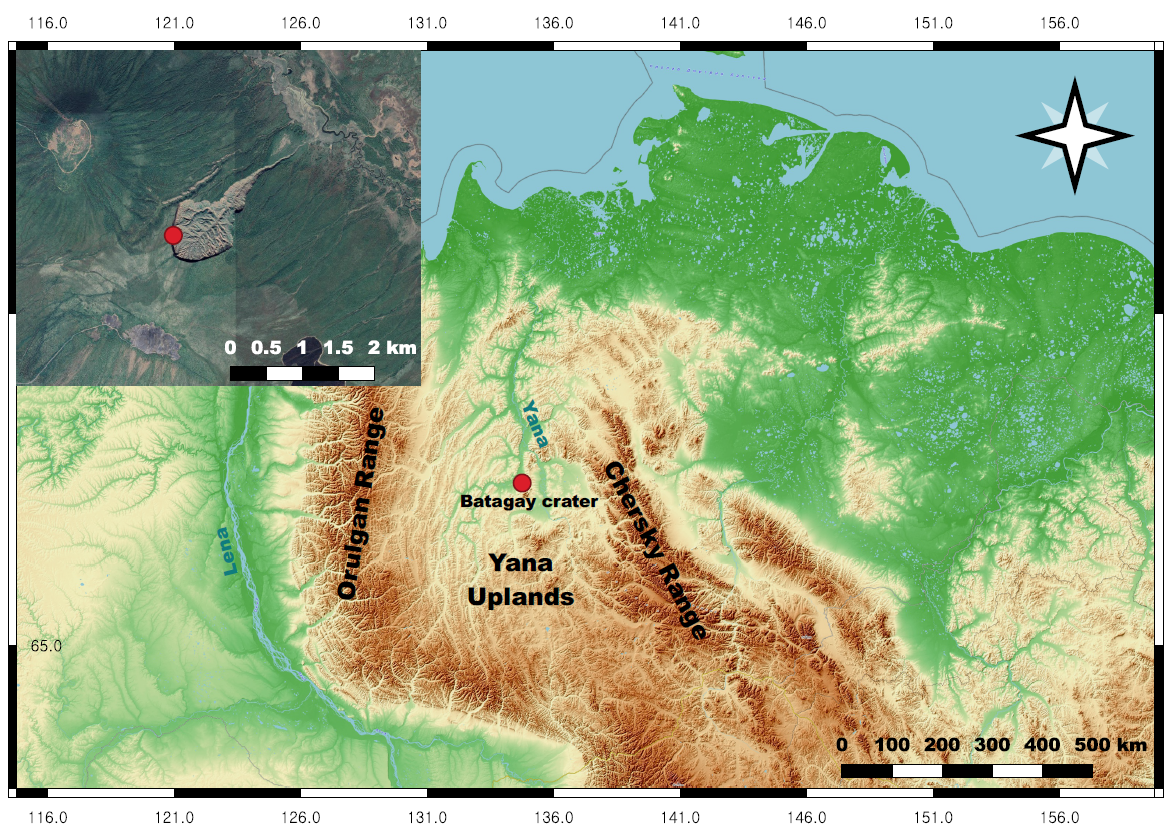 116.0 121.0 126.0 131.0 136.0 141.0 146.0 151.0 156.0
0 0.5 1 1.5 2 km
Orulgan Range
Yana
Chersky Range
Batagay crater
Lena
Yana
Uplands
65.0
0 100 200 300 400 500 km
116.0 121.0 126.0 131.0 136.0 141.0 146.0 151.0 156.0